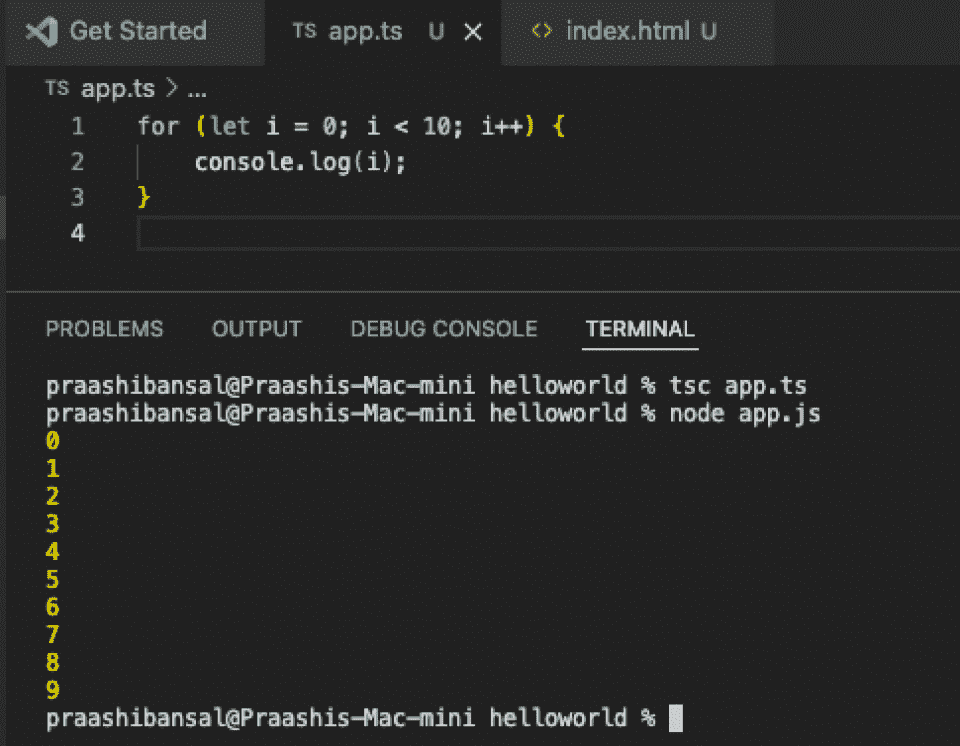 Get Started TS app.ts U × <> index.html U
TS app.ts > ...
1 for (let i = 0; i < 10; i++) {
2     console.log(i);
3 }
4
PROBLEMS OUTPUT DEBUG CONSOLE TERMINAL
praashibansal@Praashis-Mac-mini helloworld % tsc app.ts
praashibansal@Praashis-Mac-mini helloworld % node app.js
0
1
2
3
4
5
6
7
8
9
praashibansal@Praashis-Mac-mini helloworld %